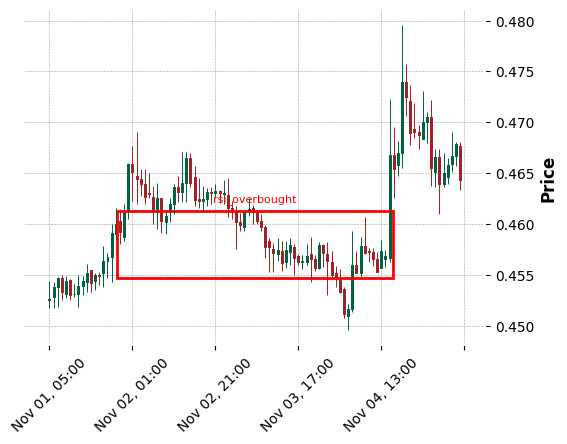 0.480
0.475
0.470
0.465
rsi_overbought
0.460
0.455
0.450
Price
Nov 01, 05:00
Nov 02, 01:00
Nov 02, 21:00
Nov 03, 17:00
Nov 04, 13:00